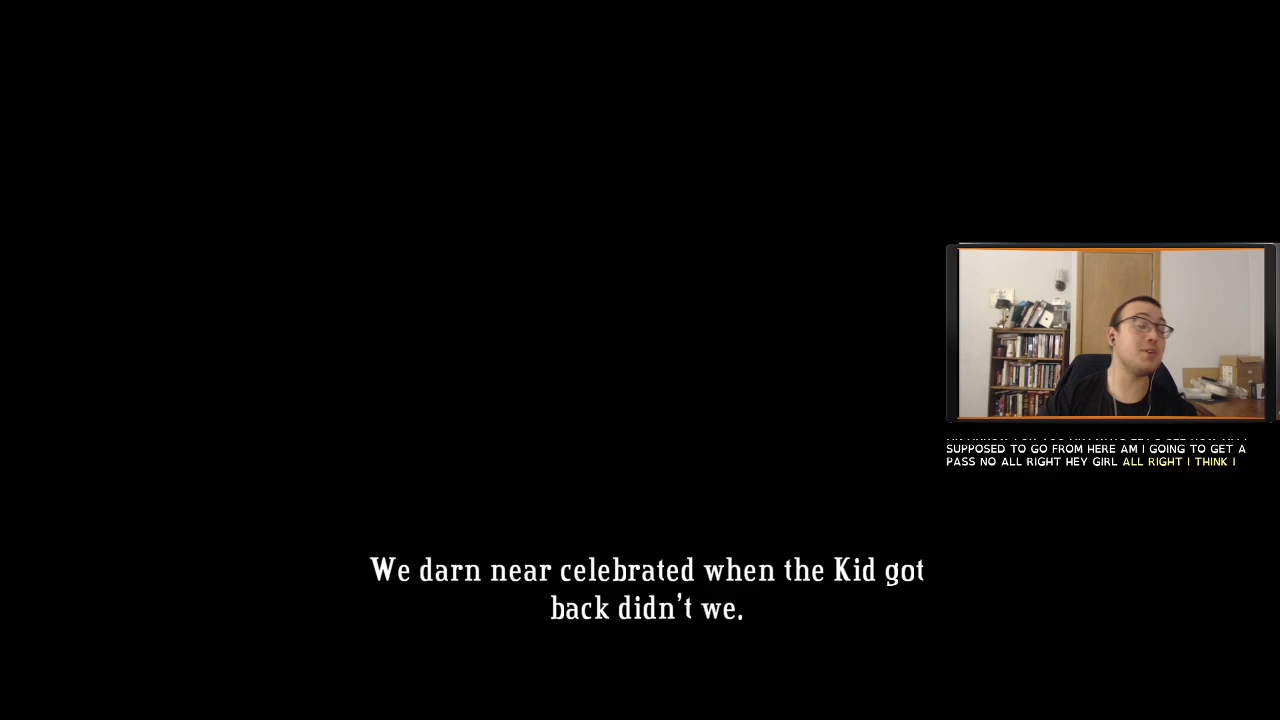 SUPPOSED TO GO FROM HERE AM I GOING TO GET A
PASS NO ALL RIGHT HEY GIRL ALL RIGHT I THINK I
We darn near celebrated when the Kid got
back didn't we.